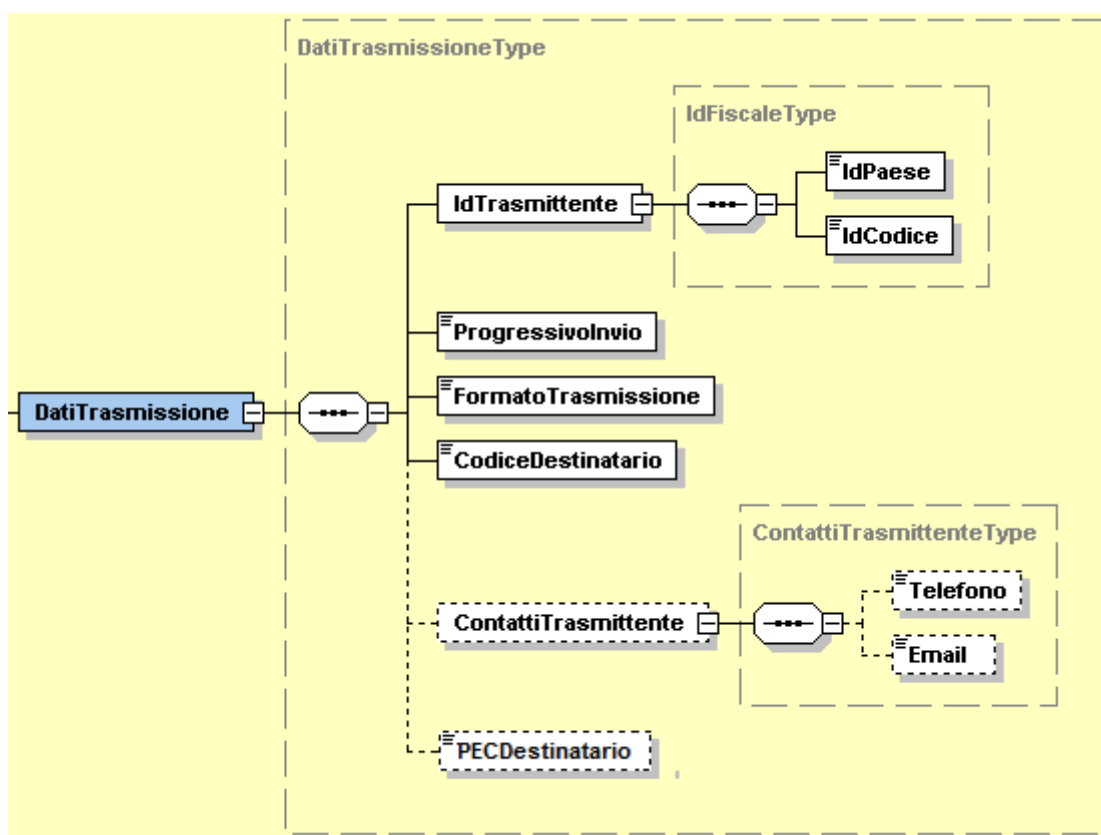 DatiTrasmissioneType
IdFiscaleType
IdPaese
IdTrasmittente
IdCodice
ProgressivoInvio
FormatoTrasmissione
DatiTrasmissione
CodiceDestinatario
ContattiTrasmittenteType
Telefono
ContattiTrasmittente
Email
PECDestinatario